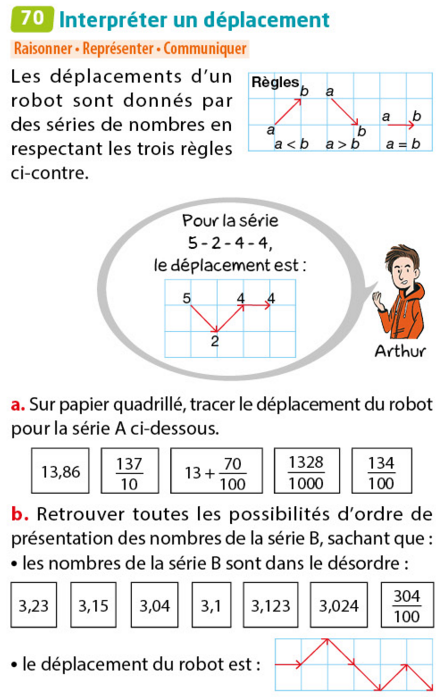 70 Interpréter un déplacement
Raisonner • Représenter • Communiquer
Les déplacements d'un
robot sont donnés par
des séries de nombres en
respectant les trois règles
ci-contre.
Règles
b a
a b
a b
a < b a > b a = b
Pour la série
5 - 2 - 4 - 4,
le déplacement est :
5 4 4
2
Arthur
a. Sur papier quadrillé, tracer le déplacement du robot
pour la série A ci-dessous.
13,86 137/10 13 + 70/100 1328/1000 134/100
b. Retrouver toutes les possibilités d'ordre de
présentation des nombres de la série B, sachant que :
• les nombres de la série B sont dans le désordre :
3,23 3,15 3,04 3,1 3,123 3,024 304/100
• le déplacement du robot est :